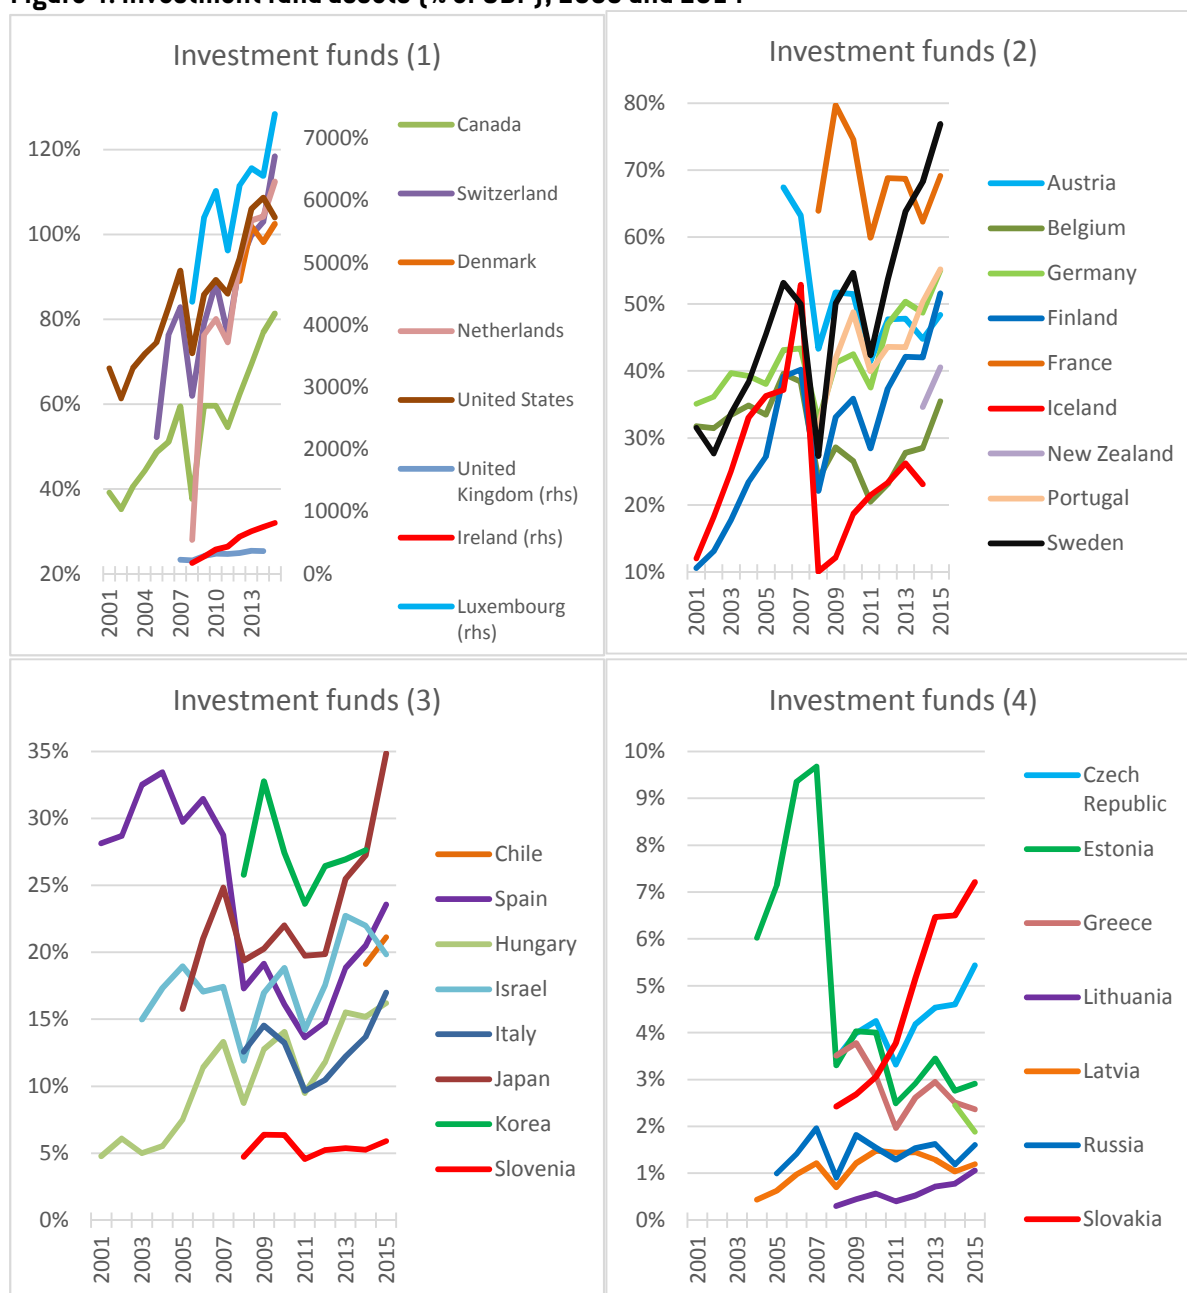 Investment fund assets (% of GDP), and
Investment funds (1)
120%
100%
80%
60%
40%
20%
7000%
6000%
5000%
4000%
3000%
2000%
1000%
0%
2001
2004
2007
2010
2013
Canada
Switzerland
Denmark
Netherlands
United States
United
Kingdom (rhs)
Ireland (rhs)
Luxembourg
(rhs)
Investment funds (2)
80%
70%
60%
50%
40%
30%
20%
10%
2001
2003
2005
2007
2009
2011
2013
2015
Austria
Belgium
Germany
Finland
France
Iceland
New Zealand
Portugal
Sweden
Investment funds (3)
35%
30%
25%
20%
15%
10%
5%
0%
2001
2003
2005
2007
2009
2011
2013
2015
Chile
Spain
Hungary
Israel
Italy
Japan
Korea
Slovenia
Investment funds (4)
10%
9%
8%
7%
6%
5%
4%
3%
2%
1%
0%
2001
2003
2005
2007
2009
2011
2013
2015
Czech
Republic
Estonia
Greece
Lithuania
Latvia
Russia
Slovakia